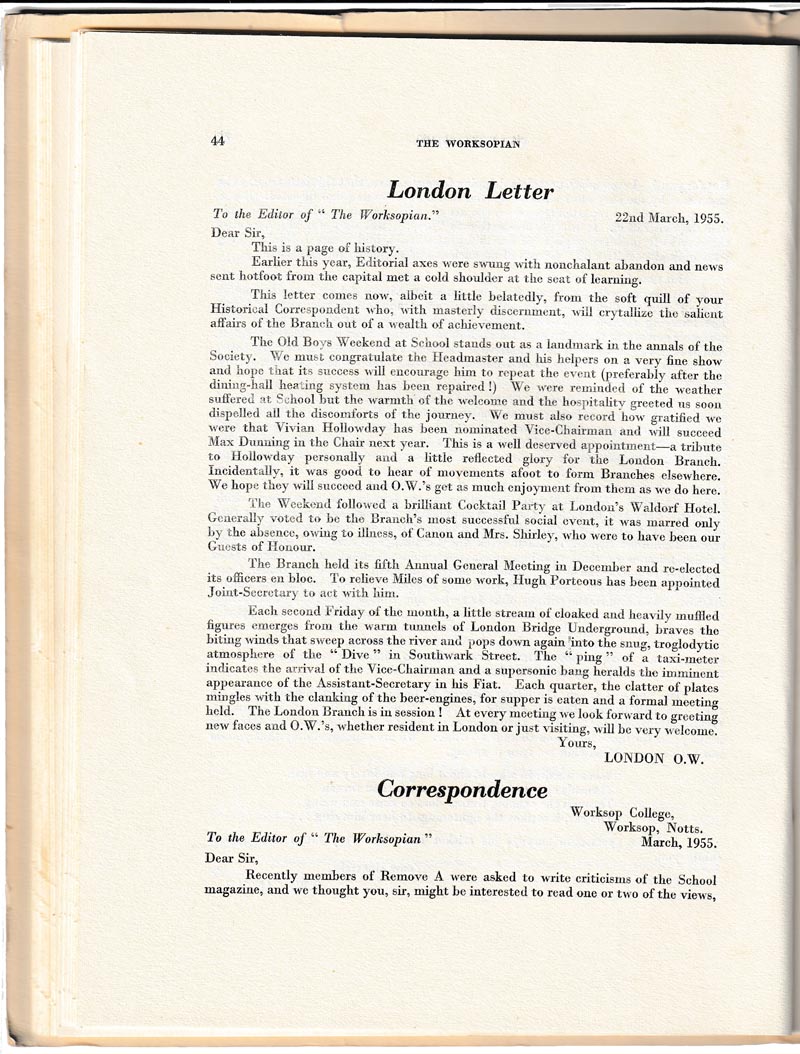 44
THE WORKSOPIAN
London Letter
To the Editor of “ The Worksopian.”
22nd March, 1955.
Dear Sir,
This is a page of history.
Earlier this year, Editorial axes were swung with nonchalant abandon and news
sent hotfoot from the capital met a cold shoulder at the seat of learning.
This letter comes now, albeit a little belatedly, from the soft quill of your
Historical Correspondent who, with masterly discernment, will crytallize the salient
affairs of the Branch out of a wealth of achievement.
The Old Boys Weekend at School stands out as a landmark in the annals of the
Society. We must congratulate the Headmaster and his helpers on a very fine show
and hope that its success will encourage him to repeat the event (preferably after the
dining-hall heating system has been repaired !) We were reminded of the weather
suffered at School but the warmth of the welcome and the hospitality greeted us soon
dispelled all the discomforts of the journey. We must also record how gratified we
were that Vivian Hollowday has been nominated Vice-Chairman and will succeed
Max Dunning in the Chair next year. This is a well deserved appointment—a tribute
to Hollowday personally and a little reflected glory for the London Branch.
Incidentally, it was good to hear of movements afoot to form Branches elsewhere.
We hope they will succeed and O.W.’s get as much enjoyment from them as we do here.
The Weekend followed a brilliant Cocktail Party at London’s Waldorf Hotel.
Generally voted to be the Branch’s most successful social event, it was marred only
by the absence, owing to illness, of Canon and Mrs. Shirley, who were to have been our
Guests of Honour.
The Branch held its fifth Annual General Meeting in December and re-elected
its officers en bloc. To relieve Miles of some work, Hugh Porteous has been appointed
Joint-Secretary to act with him.
Each second Friday of the month, a little stream of cloaked and heavily muffled
figures emerges from the warm tunnels of London Bridge Underground, braves the
biting winds that sweep across the river and pops down again into the snug, troglodytic
atmosphere of the “ Dive ” in Southwark Street. The “ ping ” of a taxi-meter
indicates the arrival of the Vice-Chairman and a supersonic bang heralds the imminent
appearance of the Assistant-Secretary in his Fiat. Each quarter, the clatter of plates
mingles with the clanking of the beer-engines, for supper is eaten and a formal meeting
held. The London Branch is in session ! At every meeting we look forward to greeting
new faces and O.W.’s, whether resident in London or just visiting, will be very welcome.
Yours,
LONDON O.W.
Correspondence
Worksop College,
Worksop, Notts.
To the Editor of “ The Worksopian ”
March, 1955.
Dear Sir,
Recently members of Remove A were asked to write criticisms of the School
magazine, and we thought you, sir, might be interested to read one or two of the views,